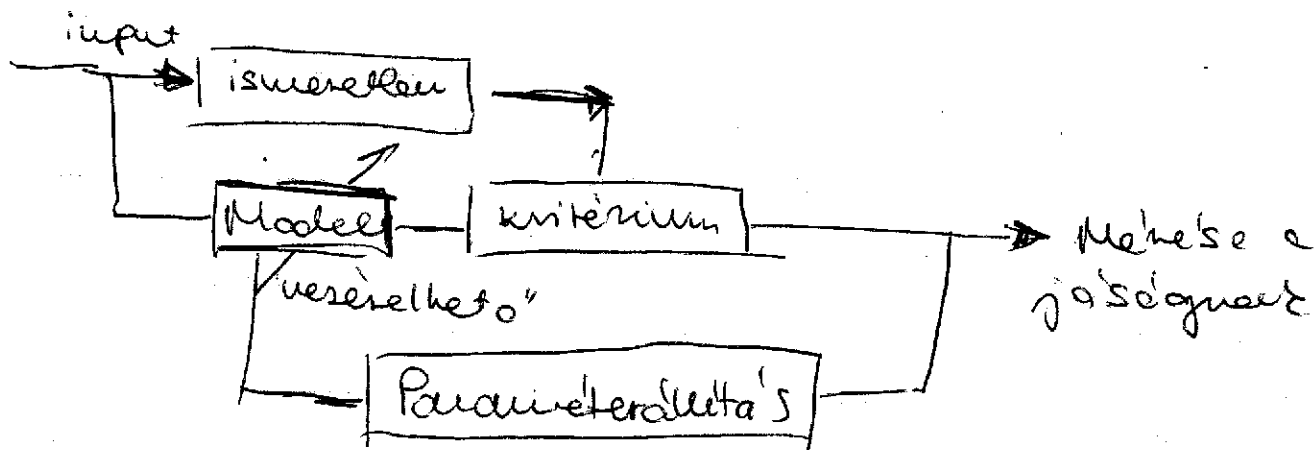 input
ismeretlen
Modell
kritérium
Mérése a
jóságnak
"vezérelhető"
Paraméterállítás